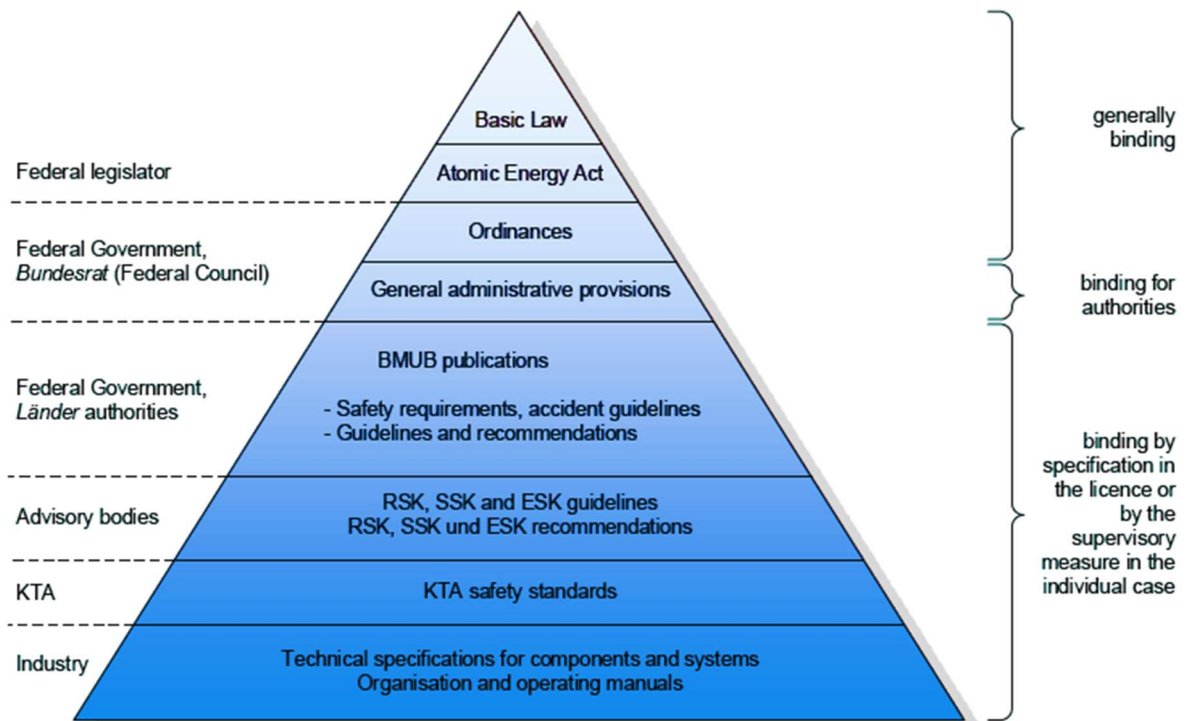 Basic Law
Atomic Energy Act
Ordinances
General administrative provisions
BMUB publications
- Safety requirements, accident guidelines
- Guidelines and recommendations
RSK, SSK and ESK guidelines
RSK, SSK und ESK recommendations
KTA safety standards
Technical specifications for components and systems
Organisation and operating manuals
Federal legislator
Federal Government,
Bundesrat (Federal Council)
Federal Government,
Länder authorities
Advisory bodies
KTA
Industry
generally
binding
binding for
authorities
binding by
specification in
the licence or
by the
supervisory
measure in the
individual case